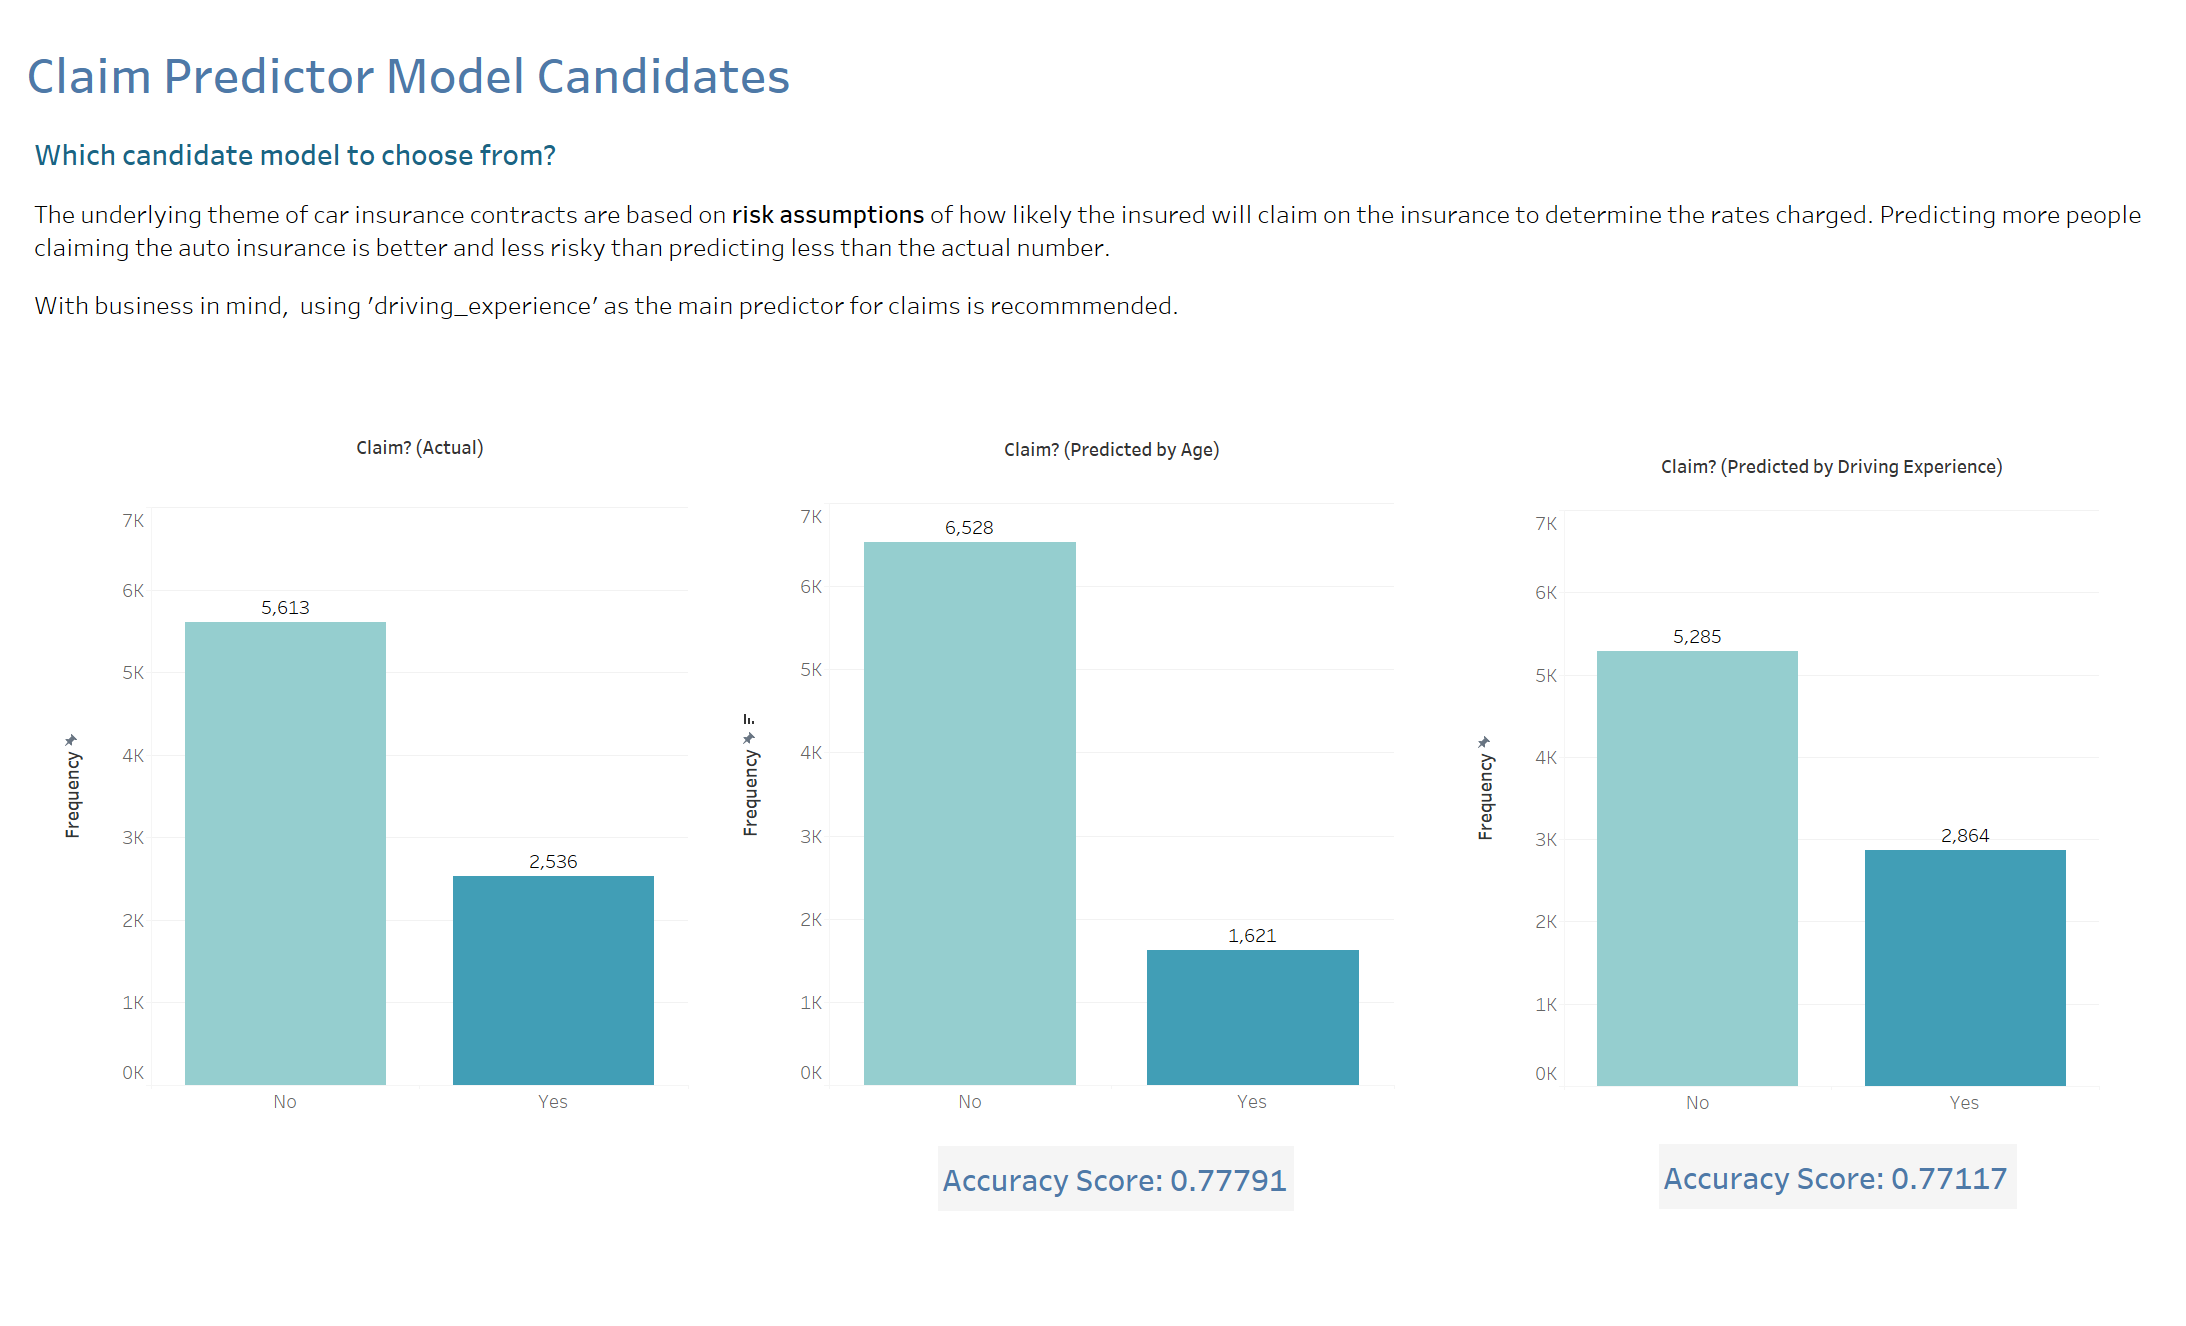 Claim Predictor Model Candidates
Which candidate model to choose from?
The underlying theme of car insurance contracts are based on risk assumptions of how likely the insured will claim on the insurance to determine the rates charged. Predicting more people
claiming the auto insurance is better and less risky than predicting less than the actual number.
With business in mind,  using 'driving_experience' as the main predictor for claims is recommmended.
Claim? (Actual)
7K
6K
5K
4K
3K
2K
1K
0K
Frequency
5,613
2,536
No
Yes
Claim? (Predicted by Age)
7K
6K
5K
4K
3K
2K
1K
0K
Frequency
6,528
1,621
No
Yes
Accuracy Score: 0.77791
Claim? (Predicted by Driving Experience)
7K
6K
5K
4K
3K
2K
1K
0K
Frequency
5,285
2,864
No
Yes
Accuracy Score: 0.77117